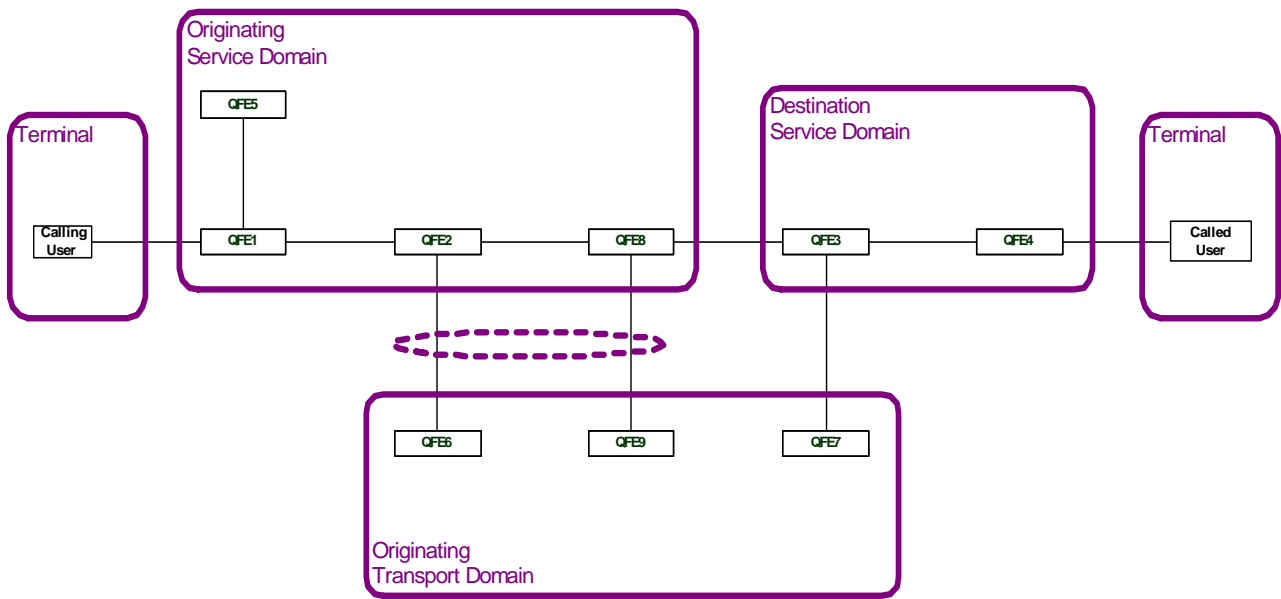 Originating
Service Domain
QFE5
Destination
Service Domain
Terminal
Terminal
Calling
User
QFE1
QFE2
QFE8
QFE3
QFE4
Called
User
QFE6
QFE9
QFE7
Originating
Transport Domain